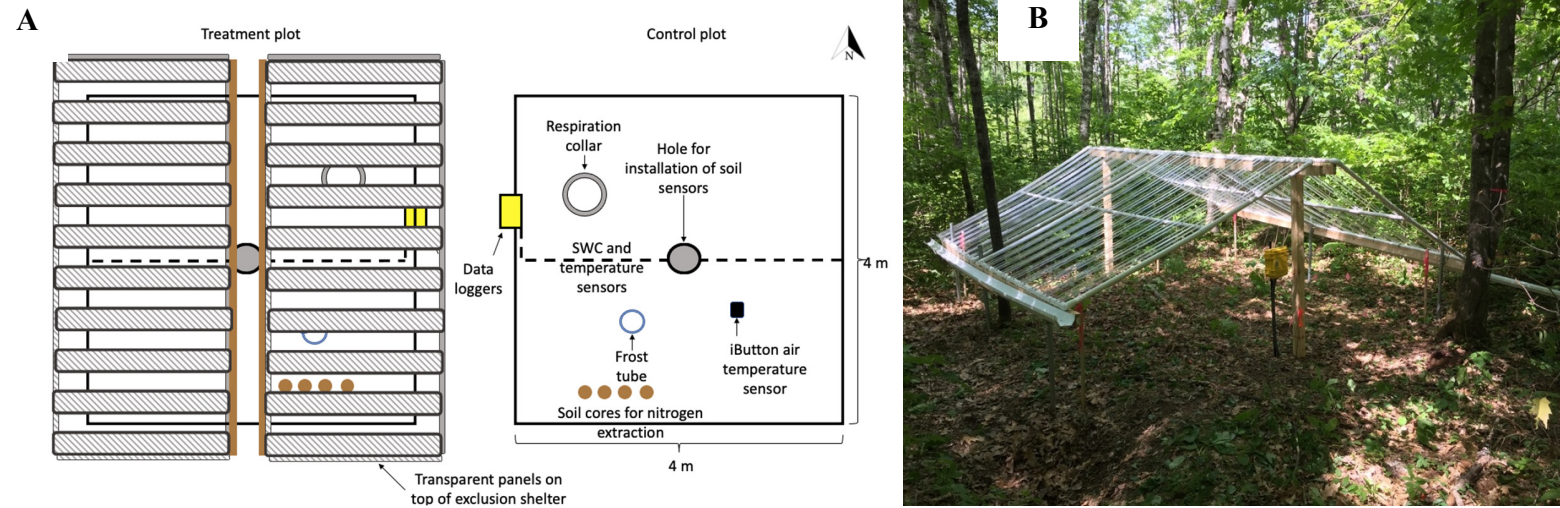 A
Treatment plot
Control plot
N
B
Respiration
collar
Hole for
installation of soil
sensors
SWC and
temperature
sensors
Data
loggers
4 m
Frost
tube
iButton air
temperature
sensor
Soil cores for nitrogen
extraction
4 m
Transparent panels on
top of exclusion shelter